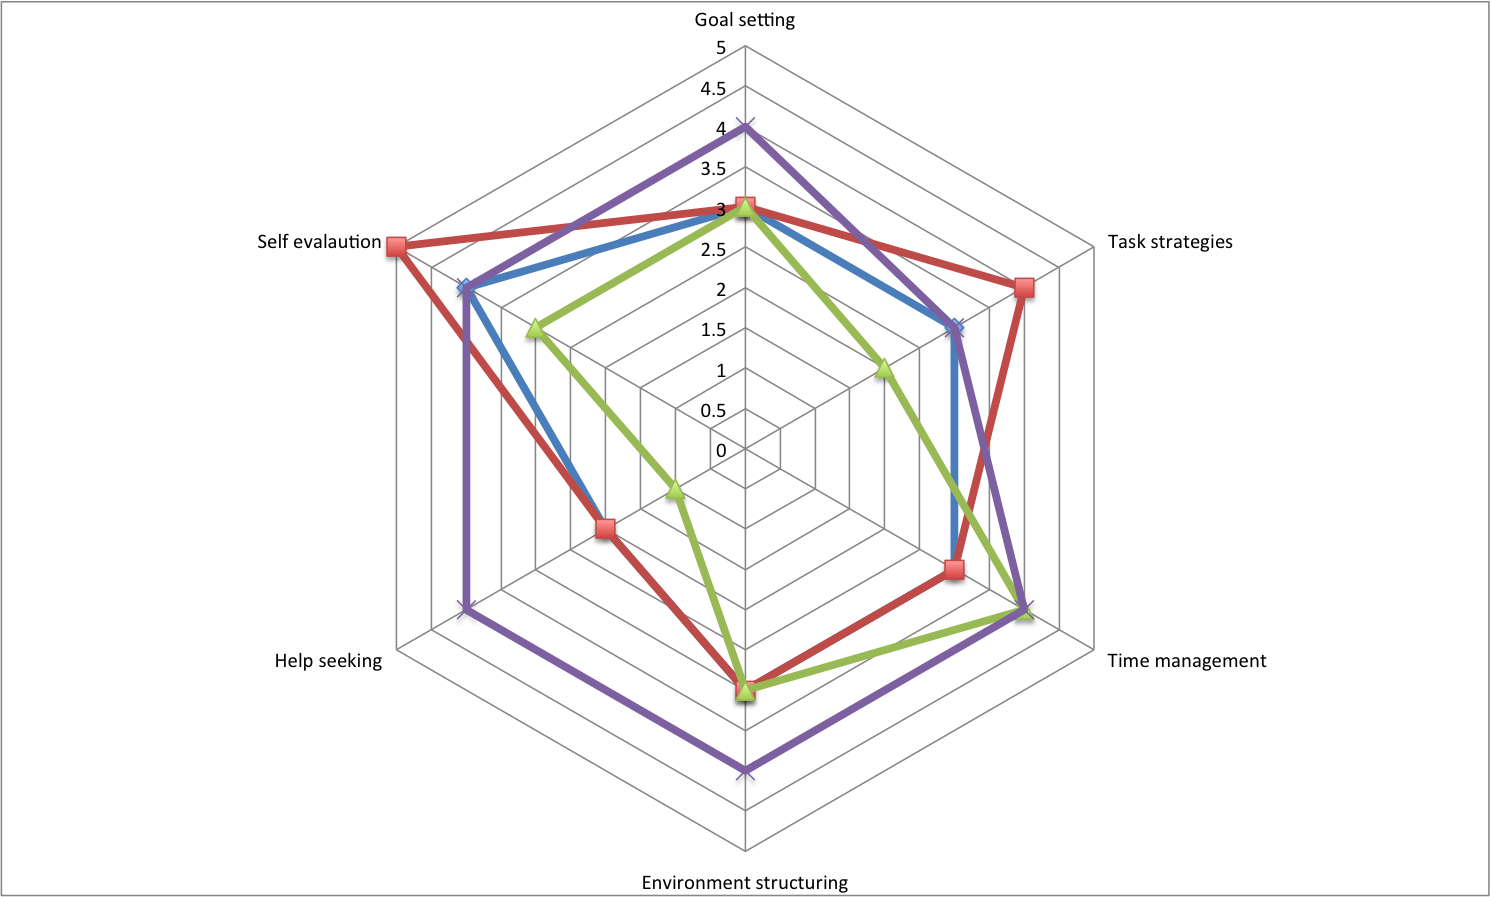 Goal setting
5
4.5
4
3.5
3
2.5
2
1.5
1
0.5
0
Self evalaution
Task strategies
Help seeking
Time management
Environment structuring